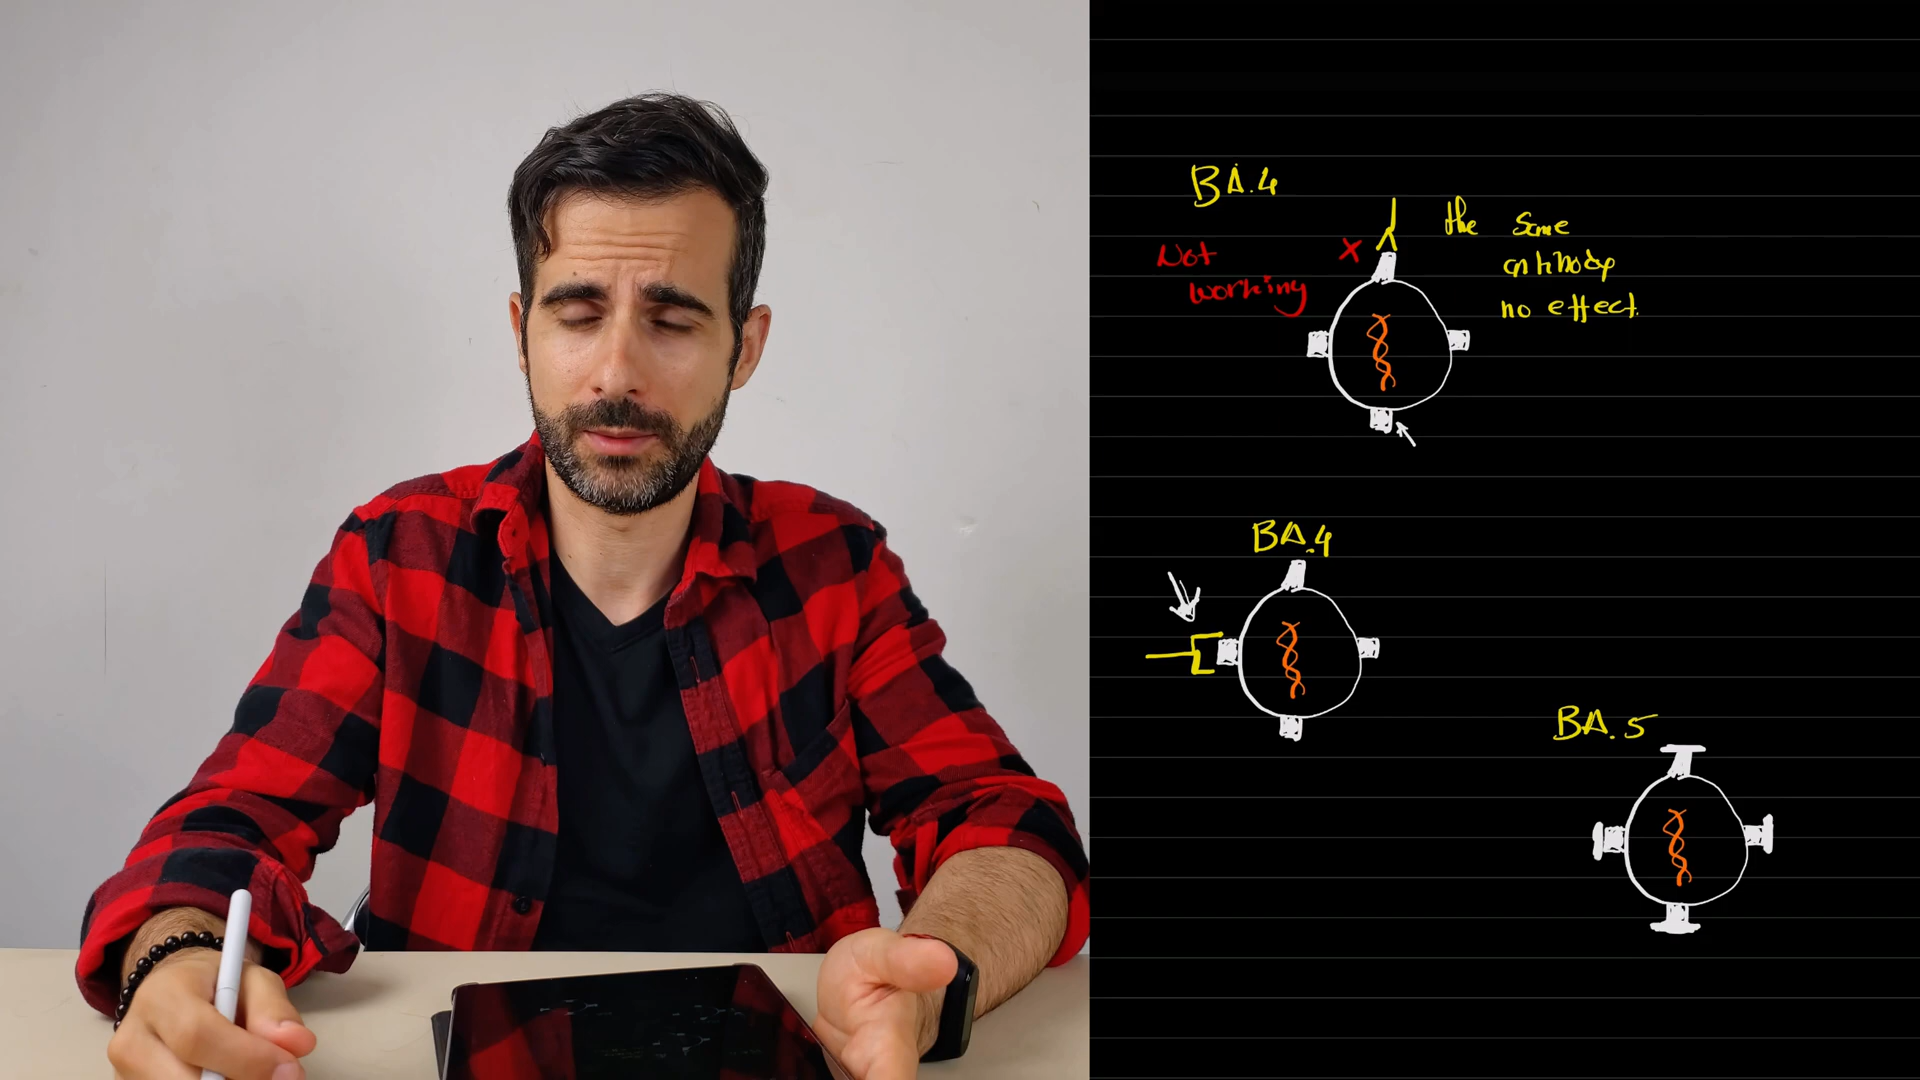 BA.4
the same
antibody
no effect.
Not
working
BA.4
BA.5